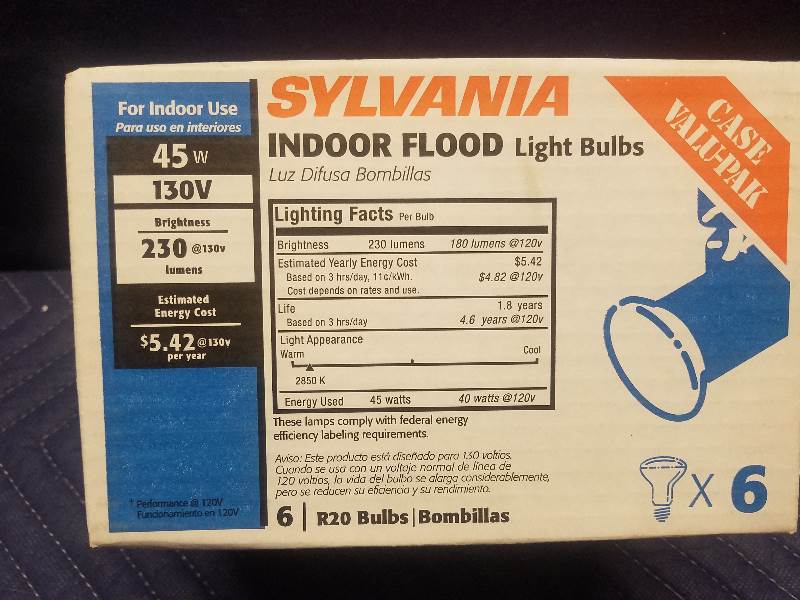 For Indoor Use
Para uso en interiores
45 W
130V
Brightness
230 @130v
lumens
Estimated
Energy Cost
$5.42 @130v
per year
† Performance @ 120V
Funcionamiento en 120V
SYLVANIA
INDOOR FLOOD Light Bulbs
Luz Difusa Bombillas
CASE
VALU-PAK
Lighting Facts Per Bulb
Brightness 230 lumens 180 lumens @120v
Estimated Yearly Energy Cost $5.42
Based on 3 hrs/day, 11¢/kWh. $4.82 @120v
Cost depends on rates and use.
Life 1.8 years
Based on 3 hrs/day 4.6 years @120v
Light Appearance
Warm Cool
2850 K
Energy Used 45 watts 40 watts @120v
These lamps comply with federal energy
efficiency labeling requirements.
Aviso: Este producto está diseñado para 130 voltios.
Cuando se usa con un voltaje normal de línea de
120 voltios, la vida del bulbo se alarga considerablemente,
pero se reducen su eficiencia y su rendimiento.
6 | R20 Bulbs | Bombillas
X 6